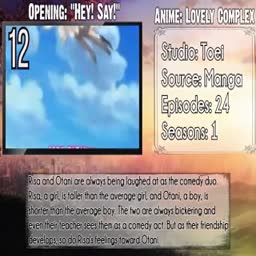 OPENING: "HEY! SAY!"
ANIME: LOVELY COMPLEX
12
Studio: Toei
Source: Manga
Episodes: 24
Seasons: 1
Risa and Otani are always being laughed at as the comedy duo.
Risa, a girl, is taller than the average girl, and Otani, a boy, is
shorter than the average boy. The two are always bickering and
even their teacher sees them as a comedy act. But as their friendship
develops, so do Risa's feelings toward Otani.